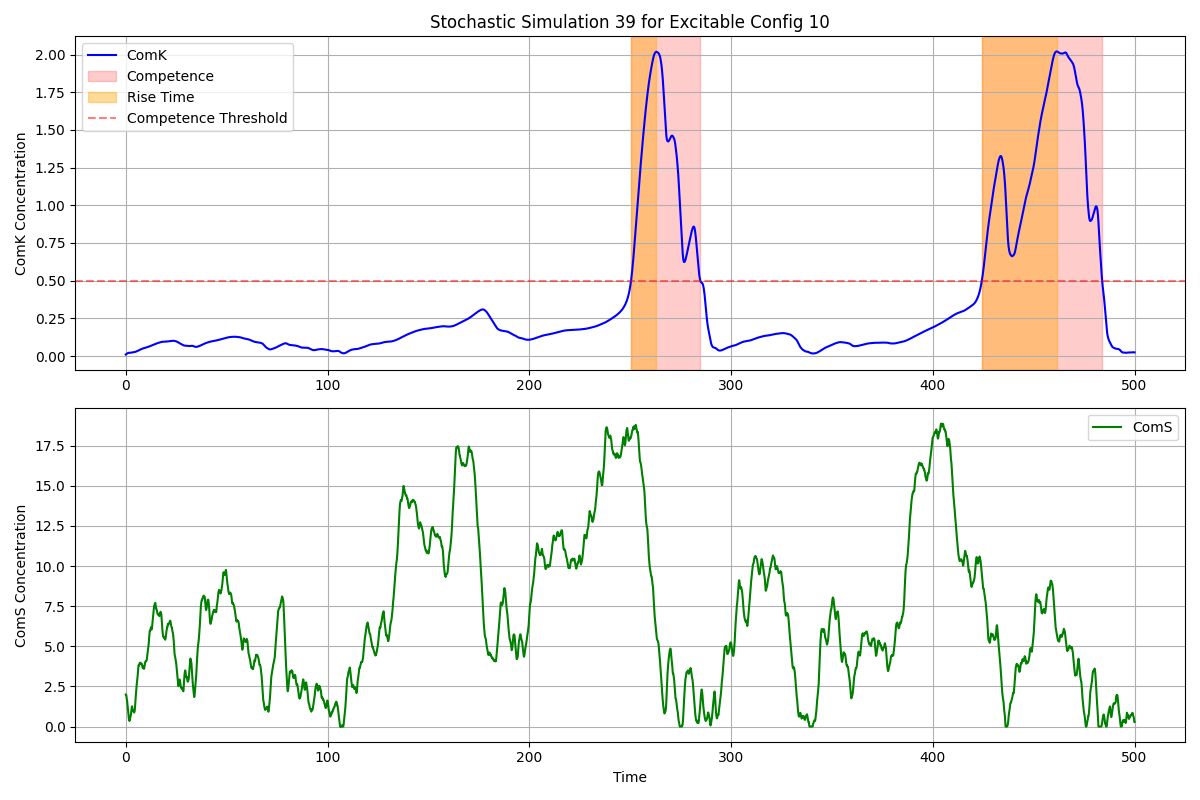 Stochastic Simulation 39 for Excitable Config 10
ComK Concentration
2.00
1.75
1.50
1.25
1.00
0.75
0.50
0.25
0.00
ComK
Competence
Rise Time
Competence Threshold
0 100 200 300 400 500
ComS Concentration
17.5
15.0
12.5
10.0
7.5
5.0
2.5
0.0
ComS
0 100 200 300 400 500
Time